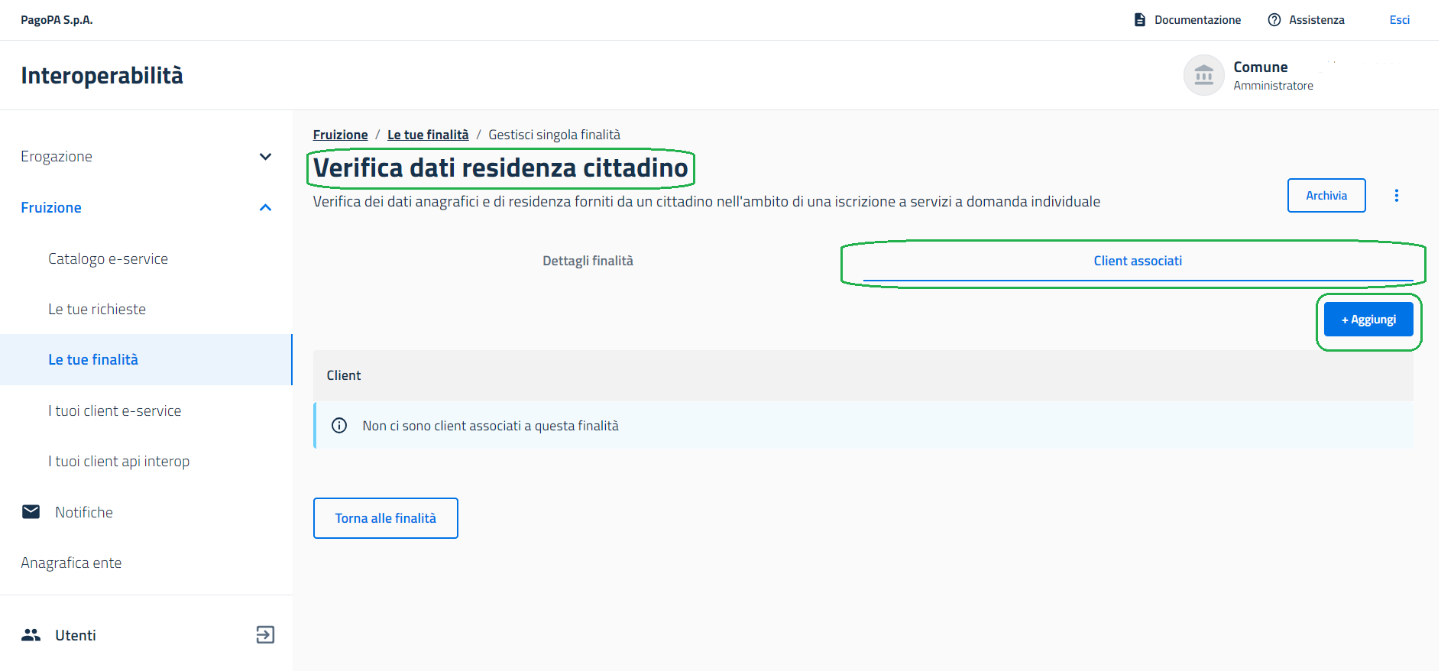 PagoPA S.p.A.
Documentazione
Assistenza
Esci
Interoperabilità
Comune
Amministratore
Erogazione
Fruizione
Catalogo e-service
Le tue richieste
Le tue finalità
I tuoi client e-service
I tuoi client api interop
Notifiche
Anagrafica ente
Utenti
Fruizione / Le tue finalità / Gestisci singola finalità
Verifica dati residenza cittadino
Verifica dei dati anagrafici e di residenza forniti da un cittadino nell'ambito di una iscrizione a servizi a domanda individuale
Archivia
Dettagli finalità
Client associati
+ Aggiungi
Client
Non ci sono client associati a questa finalità
Torna alle finalità